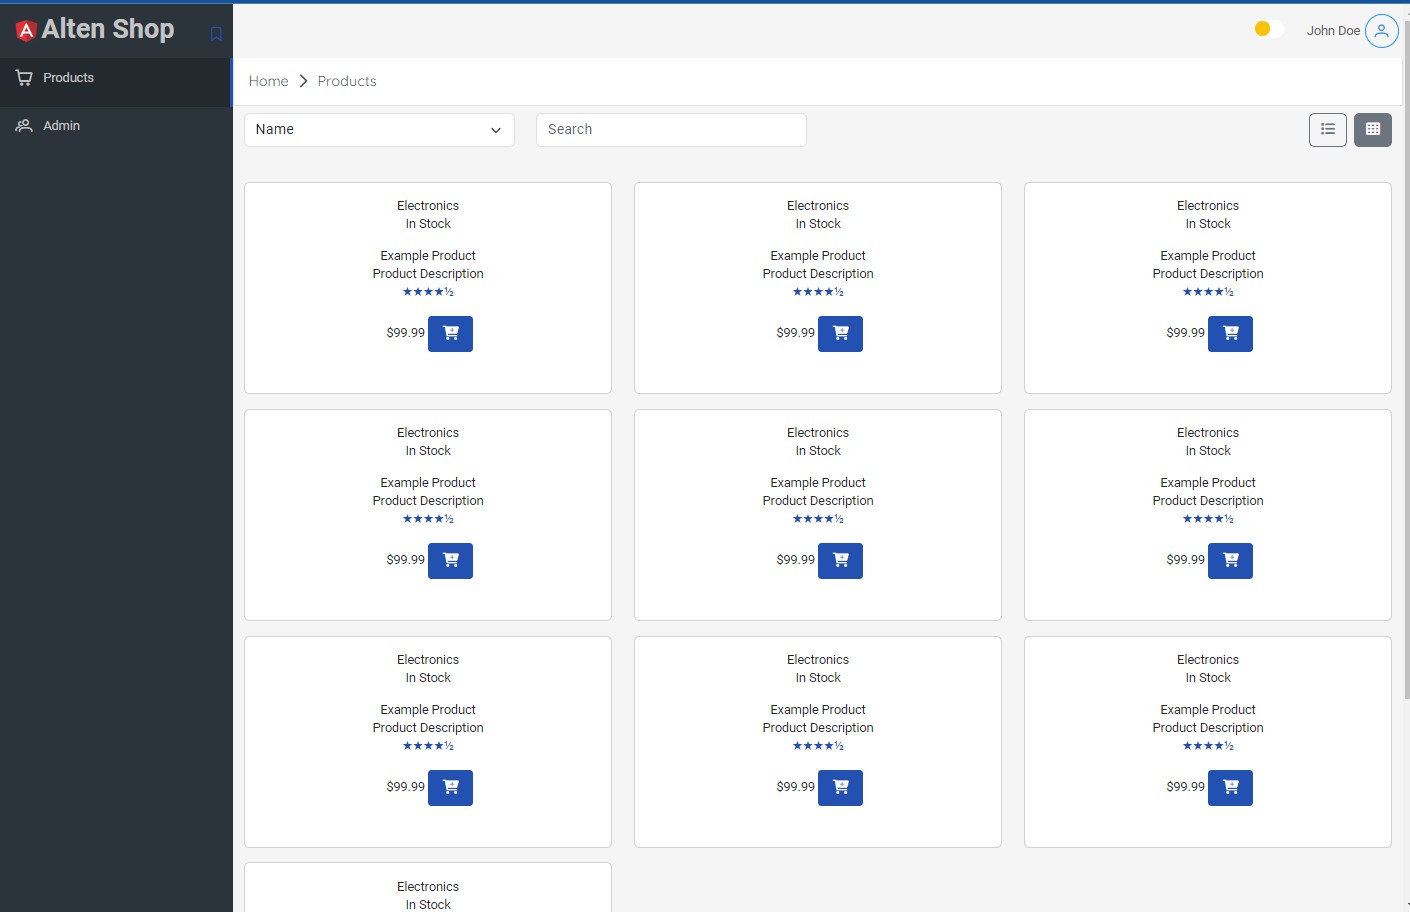 Alten Shop
John Doe
Products
Admin
Home Products
Name
Search
Electronics
In Stock
Example Product
Product Description
★★★★½
$99.99
Electronics
In Stock
Example Product
Product Description
★★★★½
$99.99
Electronics
In Stock
Example Product
Product Description
★★★★½
$99.99
Electronics
In Stock
Example Product
Product Description
★★★★½
$99.99
Electronics
In Stock
Example Product
Product Description
★★★★½
$99.99
Electronics
In Stock
Example Product
Product Description
★★★★½
$99.99
Electronics
In Stock
Example Product
Product Description
★★★★½
$99.99
Electronics
In Stock
Example Product
Product Description
★★★★½
$99.99
Electronics
In Stock
Example Product
Product Description
★★★★½
$99.99
Electronics
In Stock